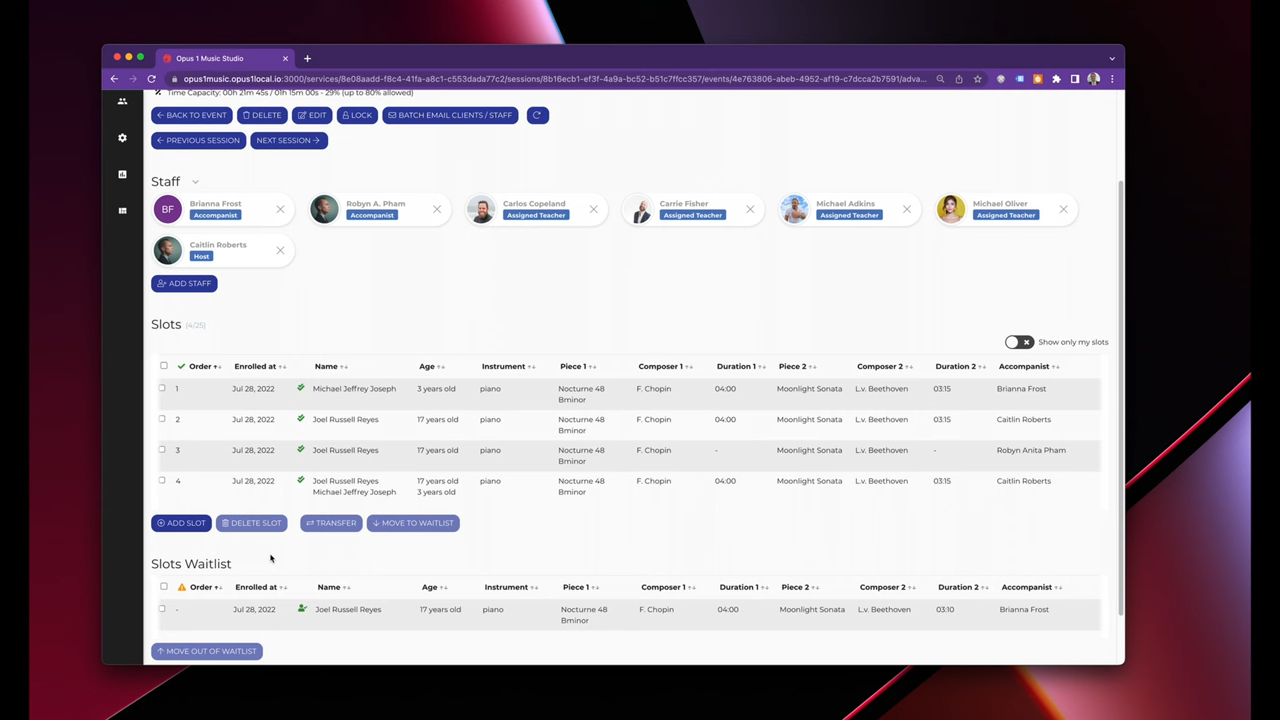 Opus 1 Music Studio
opus1music.opus1local.io:3000/services/8e08aadd-f8c4-41fa-a8c1-c553dada77c2/sessions/8b16ecb1-ef3f-4a9a-bc52-b51c7ffcc357/events/4e763806-abeb-4952-af19-c7dcca2b7591/adva...
Time Capacity: 00h 21m 45s / 01h 15m 00s - 29% (up to 80% allowed)
BACK TO EVENT DELETE EDIT LOCK BATCH EMAIL CLIENTS / STAFF
PREVIOUS SESSION NEXT SESSION
Staff
BF Brianna Frost Robyn A. Pham Carlos Copeland Carrie Fisher Michael Adkins Michael Oliver
Accompanist Accompanist Assigned Teacher Assigned Teacher Assigned Teacher Assigned Teacher
Caitlin Roberts
Host
ADD STAFF
Slots (4/25)
Show only my slots
Order Enrolled at Name Age Instrument Piece 1 Composer 1 Duration 1 Piece 2 Composer 2 Duration 2 Accompanist
1 Jul 28, 2022 Michael Jeffrey Joseph 3 years old piano Nocturne 48 F. Chopin 04:00 Moonlight Sonata L.v. Beethoven 03:15 Brianna Frost
Bminor
2 Jul 28, 2022 Joel Russell Reyes 17 years old piano Nocturne 48 F. Chopin 04:00 Moonlight Sonata L.v. Beethoven 03:15 Caitlin Roberts
Bminor
3 Jul 28, 2022 Joel Russell Reyes 17 years old piano Nocturne 48 F. Chopin - Moonlight Sonata L.v. Beethoven - Robyn Anita Pham
Bminor
4 Jul 28, 2022 Joel Russell Reyes 17 years old piano Nocturne 48 F. Chopin 04:00 Moonlight Sonata L.v. Beethoven 03:15 Caitlin Roberts
Michael Jeffrey Joseph 3 years old Bminor
ADD SLOT DELETE SLOT TRANSFER MOVE TO WAITLIST
Slots Waitlist
Order Enrolled at Name Age Instrument Piece 1 Composer 1 Duration 1 Piece 2 Composer 2 Duration 2 Accompanist
- Jul 28, 2022 Joel Russell Reyes 17 years old piano Nocturne 48 F. Chopin 04:00 Moonlight Sonata L.v. Beethoven 03:10 Brianna Frost
Bminor
MOVE OUT OF WAITLIST